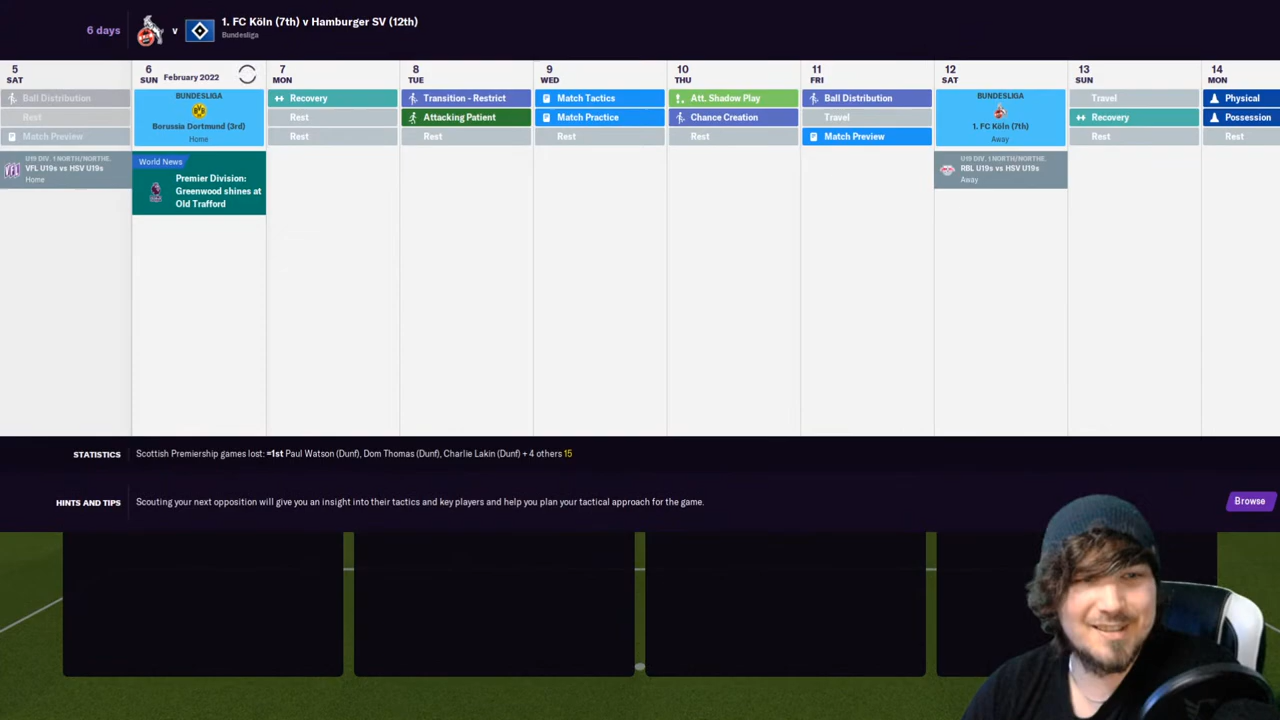 6 days
v
1. FC Köln (7th) v Hamburger SV (12th)
Bundesliga
5
SAT
Ball Distribution
Rest
Match Preview
U19 DIV. 1 NORTH/NORTHE.
VFL U19s vs HSV U19s
Home
6
SUN
February 2022
BUNDESLIGA
Borussia Dortmund (3rd)
Home
World News
Premier Division:
Greenwood shines at
Old Trafford
7
MON
Recovery
Rest
Rest
8
TUE
Transition - Restrict
Attacking Patient
Rest
9
WED
Match Tactics
Match Practice
Rest
10
THU
Att. Shadow Play
Chance Creation
Rest
11
FRI
Ball Distribution
Travel
Match Preview
12
SAT
BUNDESLIGA
1. FC Köln (7th)
Away
U19 DIV. 1 NORTH/NORTHE.
RBL U19s vs HSV U19s
Away
13
SUN
Travel
Recovery
Rest
14
MON
Physical
Possession
Rest
STATISTICS
Scottish Premiership games lost: =1st Paul Watson (Dunf), Dom Thomas (Dunf), Charlie Lakin (Dunf) + 4 others 15
HINTS AND TIPS
Scouting your next opposition will give you an insight into their tactics and key players and help you plan your tactical approach for the game.
Browse